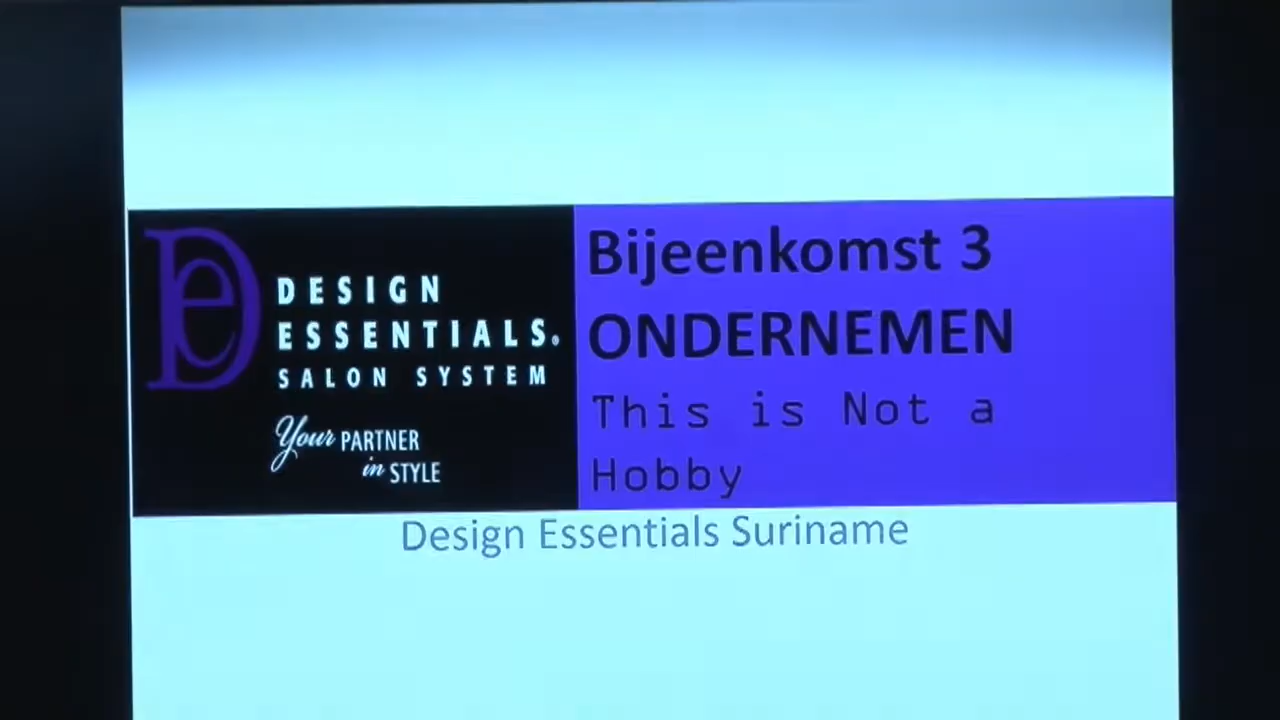 DESIGN
ESSENTIALS®
SALON SYSTEM
Your PARTNER
in STYLE
Bijeenkomst 3
ONDERNEMEN
This is Not a
Hobby
Design Essentials Suriname